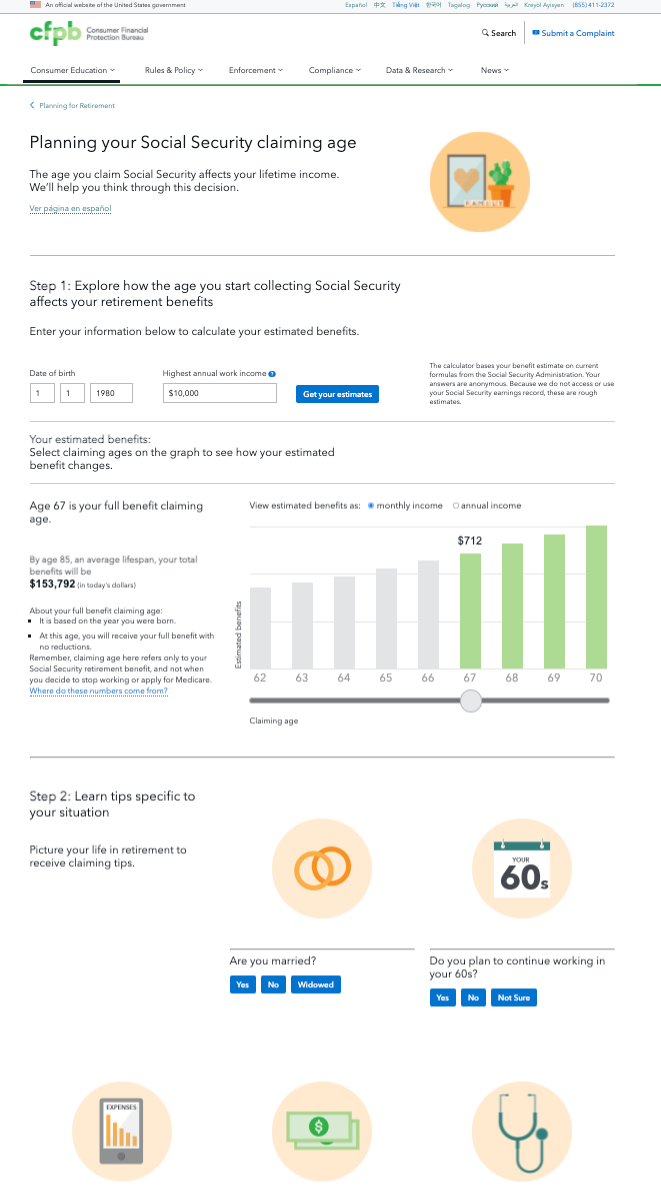 An official website of the United States government
Español 中文 Tiếng Việt 한국어 Tagalog Pусский العربية Kreyòl Ayisyen (855) 411-2372
cfpb Consumer Financial
Protection Bureau
Search
Submit a Complaint
Consumer Education Rules & Policy Enforcement Compliance Data & Research News
Planning for Retirement
Planning your Social Security claiming age
The age you claim Social Security affects your lifetime income.
We'll help you think through this decision.
Ver página en español
FAMILY
Step 1: Explore how the age you start collecting Social Security
affects your retirement benefits
Enter your information below to calculate your estimated benefits.
Date of birth
1 1 1980
Highest annual work income ?
$10,000
Get your estimates
The calculator bases your benefit estimate on current
formulas from the Social Security Administration. Your
answers are anonymous. Because we do not access or use
your Social Security earnings record, these are rough
estimates.
Your estimated benefits:
Select claiming ages on the graph to see how your estimated
benefit changes.
Age 67 is your full benefit claiming
age.
By age 85, an average lifespan, your total
benefits will be
$153,792 (in today's dollars)
About your full benefit claiming age:
It is based on the year you were born.
At this age, you will receive your full benefit with
no reductions.
Remember, claiming age here refers only to your
Social Security retirement benefit, and not when
you decide to stop working or apply for Medicare.
Where do these numbers come from?
View estimated benefits as: monthly income annual income
$712
Estimated benefits
62 63 64 65 66 67 68 69 70
Claiming age
Step 2: Learn tips specific to
your situation
Picture your life in retirement to
receive claiming tips.
YOUR
60s
Are you married?
Yes No Widowed
Do you plan to continue working in
your 60s?
Yes No Not Sure
EXPENSES
$